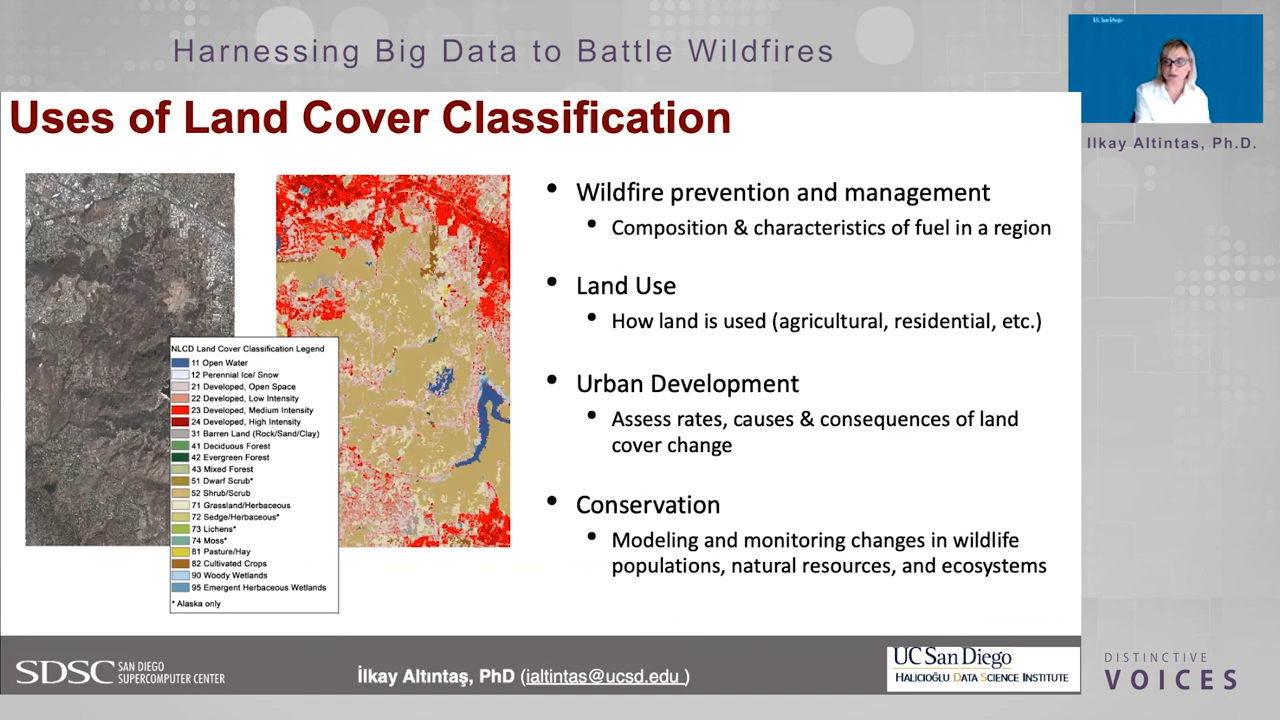 Harnessing Big Data to Battle Wildfires
UC San Diego
Ilkay Altintas, Ph.D.
Uses of Land Cover Classification
• Wildfire prevention and management
• Composition & characteristics of fuel in a region
• Land Use
• How land is used (agricultural, residential, etc.)
• Urban Development
• Assess rates, causes & consequences of land
cover change
• Conservation
• Modeling and monitoring changes in wildlife
populations, natural resources, and ecosystems
NLCD Land Cover Classification Legend
11 Open Water
12 Perennial Ice/ Snow
21 Developed, Open Space
22 Developed, Low Intensity
23 Developed, Medium Intensity
24 Developed, High Intensity
31 Barren Land (Rock/Sand/Clay)
41 Deciduous Forest
42 Evergreen Forest
43 Mixed Forest
51 Dwarf Scrub*
52 Shrub/Scrub
71 Grassland/Herbaceous
72 Sedge/Herbaceous*
73 Lichens*
74 Moss*
81 Pasture/Hay
82 Cultivated Crops
90 Woody Wetlands
95 Emergent Herbaceous Wetlands
* Alaska only
SDSC SAN DIEGO
SUPERCOMPUTER CENTER
İlkay Altıntaş, PhD (ialtintas@ucsd.edu )
UC San Diego
HALICIOĞLU DATA SCIENCE INSTITUTE
DISTINCTIVE
VOICES